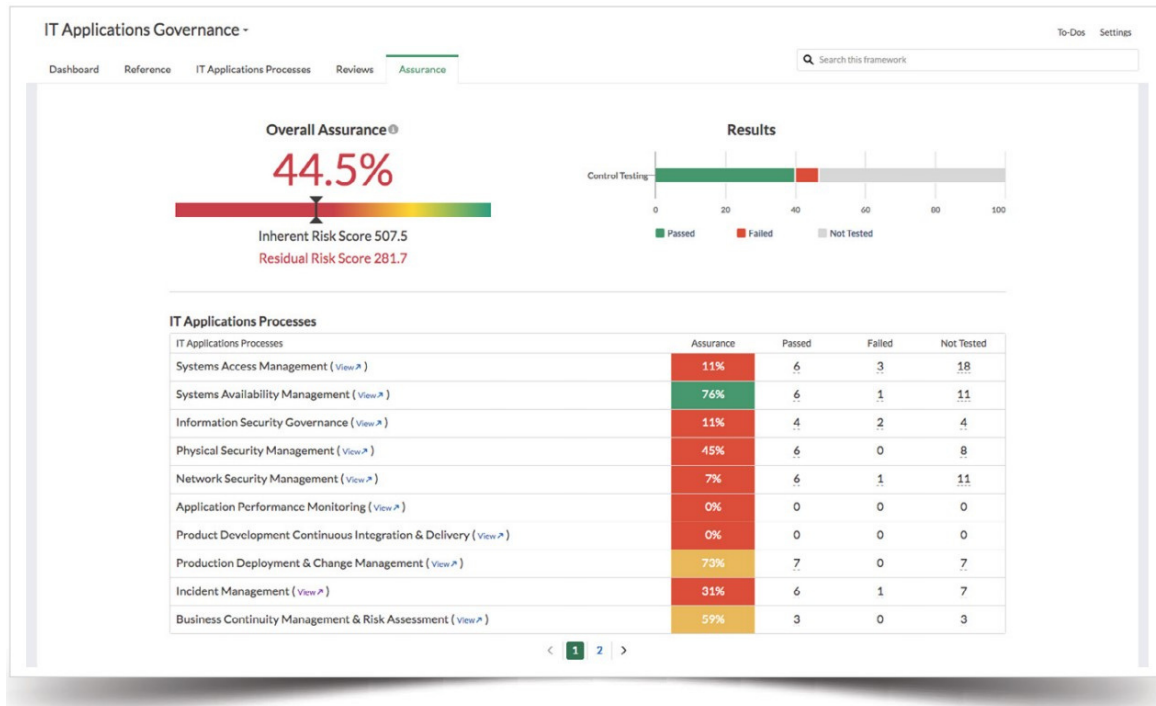 IT Applications Governance
To-Dos Settings
Dashboard Reference IT Applications Processes Reviews Assurance
Search this framework
Overall Assurance
44.5%
Inherent Risk Score 507.5
Residual Risk Score 281.7
Results
Control Testing
0 20 40 60 80 100
Passed Failed Not Tested
IT Applications Processes
IT Applications Processes Assurance Passed Failed Not Tested
Systems Access Management (View) 11% 6 3 18
Systems Availability Management (View) 76% 6 1 11
Information Security Governance (View) 11% 4 2 4
Physical Security Management (View) 45% 6 0 8
Network Security Management (View) 7% 6 1 11
Application Performance Monitoring (View) 0% 0 0 0
Product Development Continuous Integration & Delivery (View) 0% 0 0 0
Production Deployment & Change Management (View) 73% 7 0 7
Incident Management (View) 31% 6 1 7
Business Continuity Management & Risk Assessment (View) 59% 3 0 3
< 1 2 >